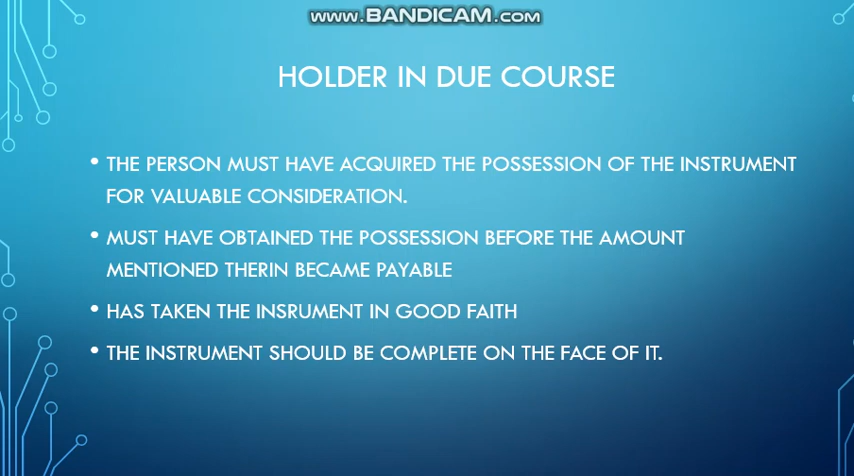 www.BANDICAM.com
HOLDER IN DUE COURSE
• THE PERSON MUST HAVE ACQUIRED THE POSSESSION OF THE INSTRUMENT
FOR VALUABLE CONSIDERATION.
• MUST HAVE OBTAINED THE POSSESSION BEFORE THE AMOUNT
MENTIONED THERIN BECAME PAYABLE
• HAS TAKEN THE INSRUMENT IN GOOD FAITH
• THE INSTRUMENT SHOULD BE COMPLETE ON THE FACE OF IT.